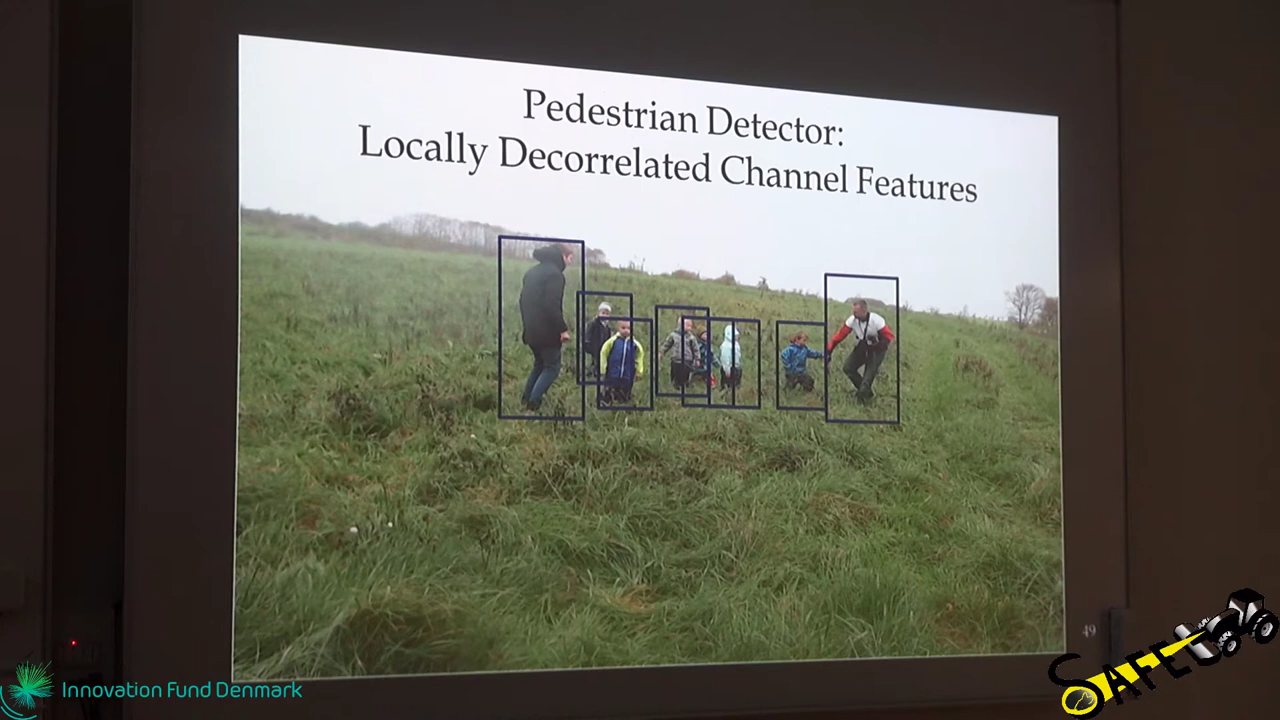 Pedestrian Detector:
Locally Decorrelated Channel Features
49
Innovation Fund Denmark
SAFE